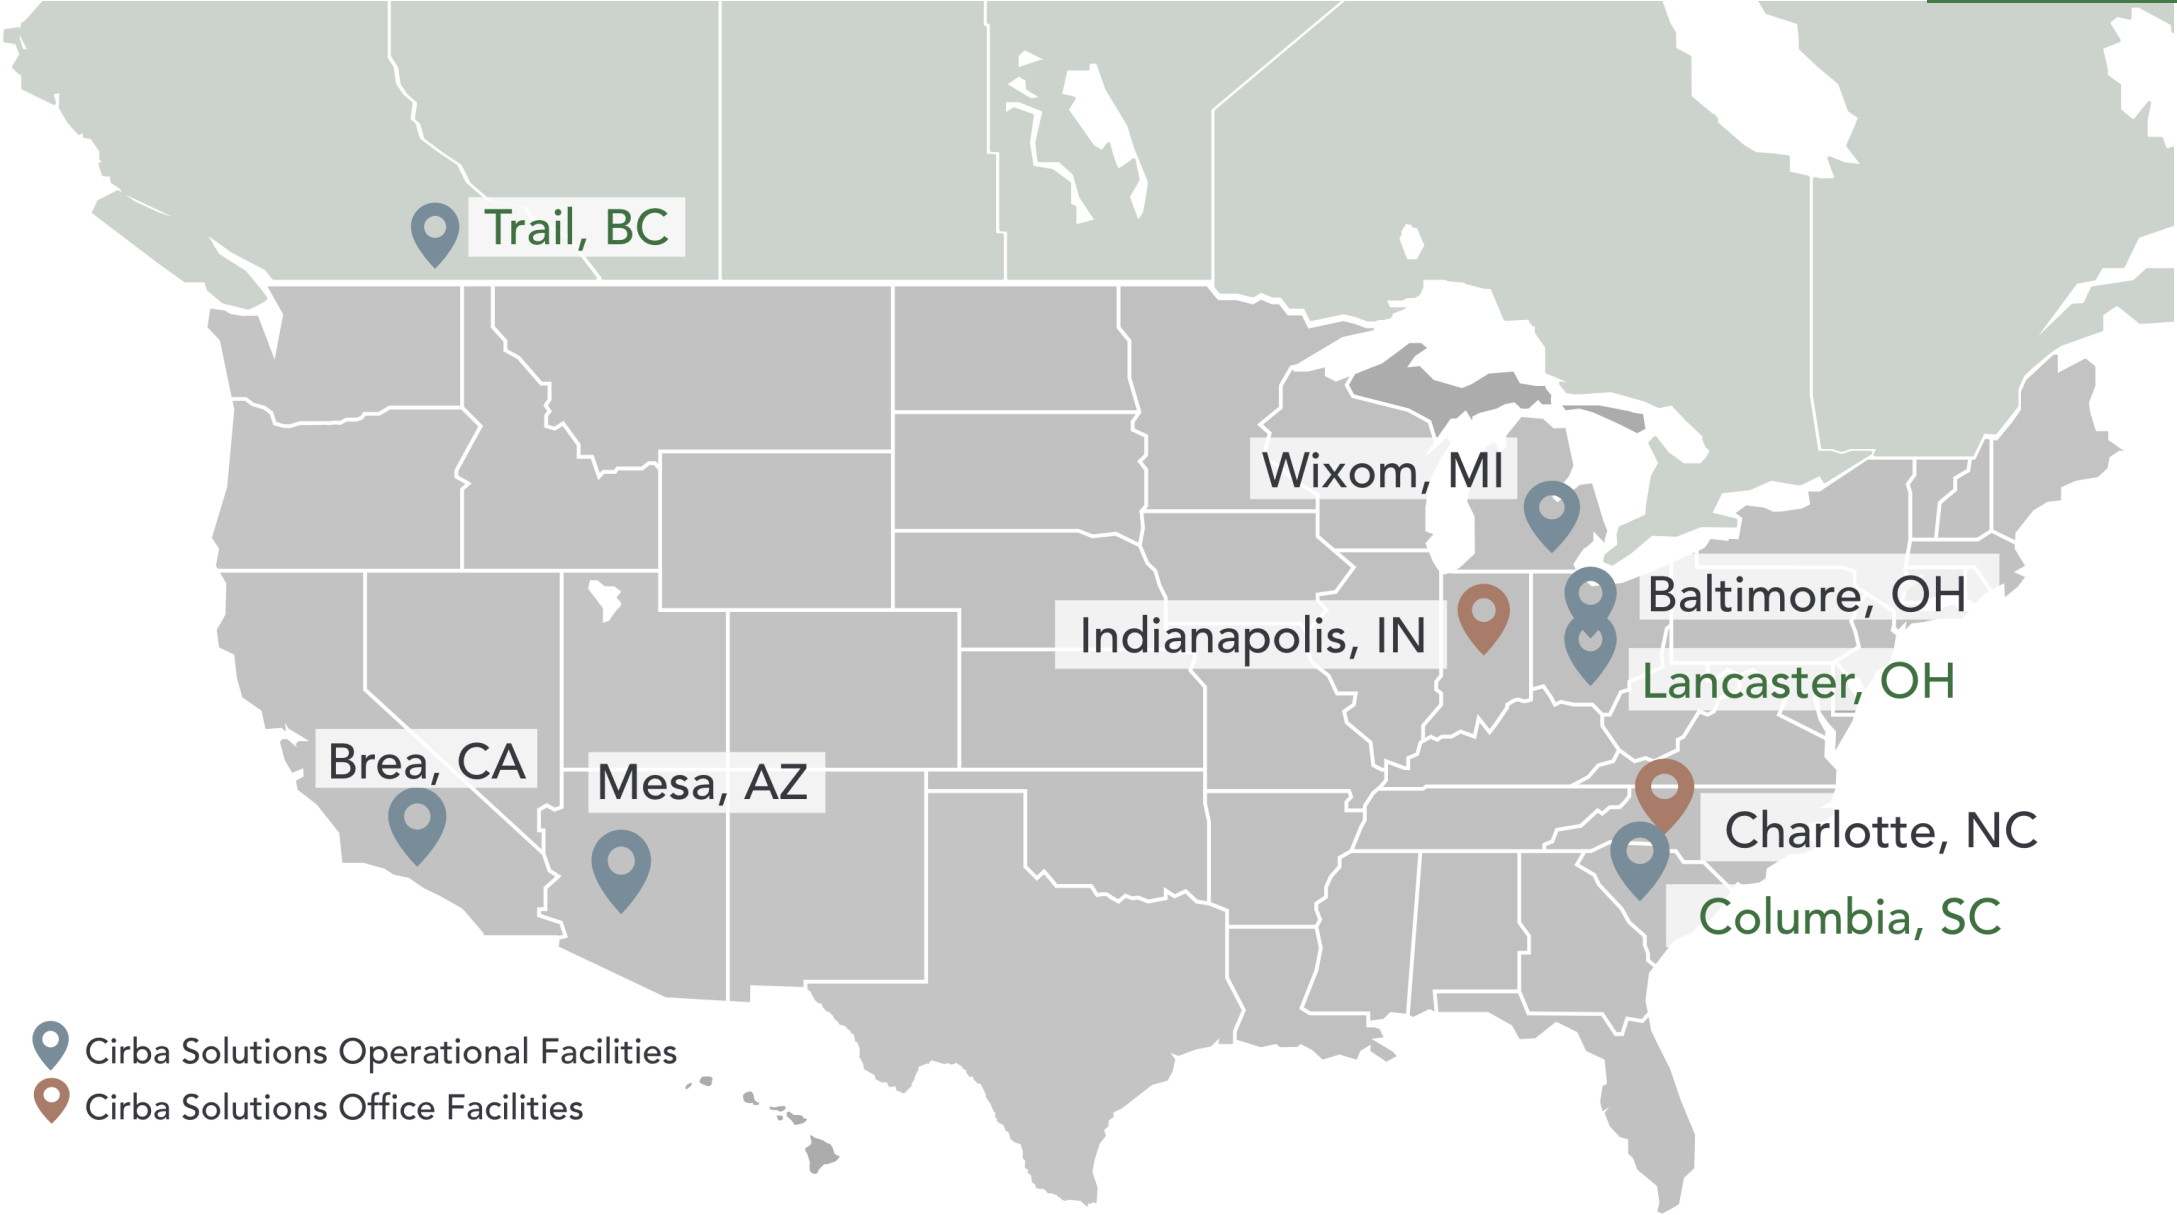 Trail, BC
Wixom, MI
Baltimore, OH
Indianapolis, IN
Lancaster, OH
Brea, CA
Mesa, AZ
Charlotte, NC
Columbia, SC
Cirba Solutions Operational Facilities
Cirba Solutions Office Facilities